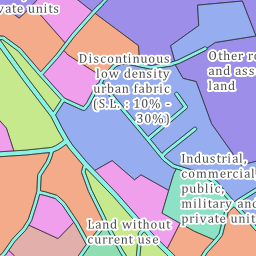 vate units
Discontinuous
low density
urban fabric
(S.L. : 10% -
30%)
Other ro
and ass
land
Industrial,
commercial
public,
military and
private unit
Land without
current use